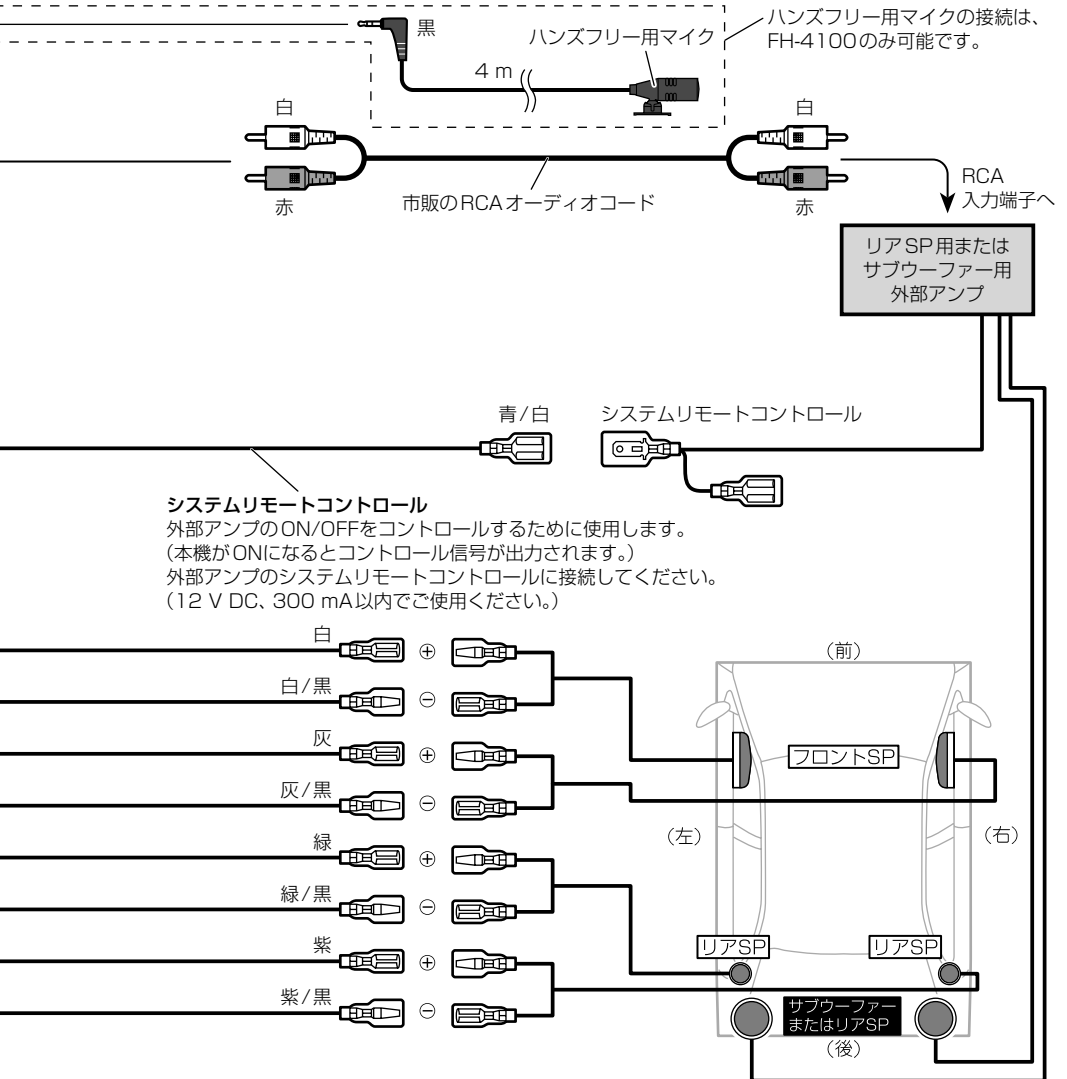 ハンズフリー用マイクの接続は、
FH-4100のみ可能です。
黒
ハンズフリー用マイク
4 m
白
白
赤
市販のRCAオーディオコード
赤
RCA
入力端子へ
リアSP用または
サブウーファー用
外部アンプ
青/白
システムリモートコントロール
システムリモートコントロール
外部アンプのON/OFFをコントロールするために使用します。
(本機がONになるとコントロール信号が出力されます。)
外部アンプのシステムリモートコントロールに接続してください。
(12 V DC、300 mA以内でご使用ください。)
白
⊕
白/黒
⊖
灰
⊕
灰/黒
⊖
緑
⊕
緑/黒
⊖
紫
⊕
紫/黒
⊖
(前)
フロントSP
(左)
(右)
リアSP
リアSP
サブウーファー
またはリアSP
(後)